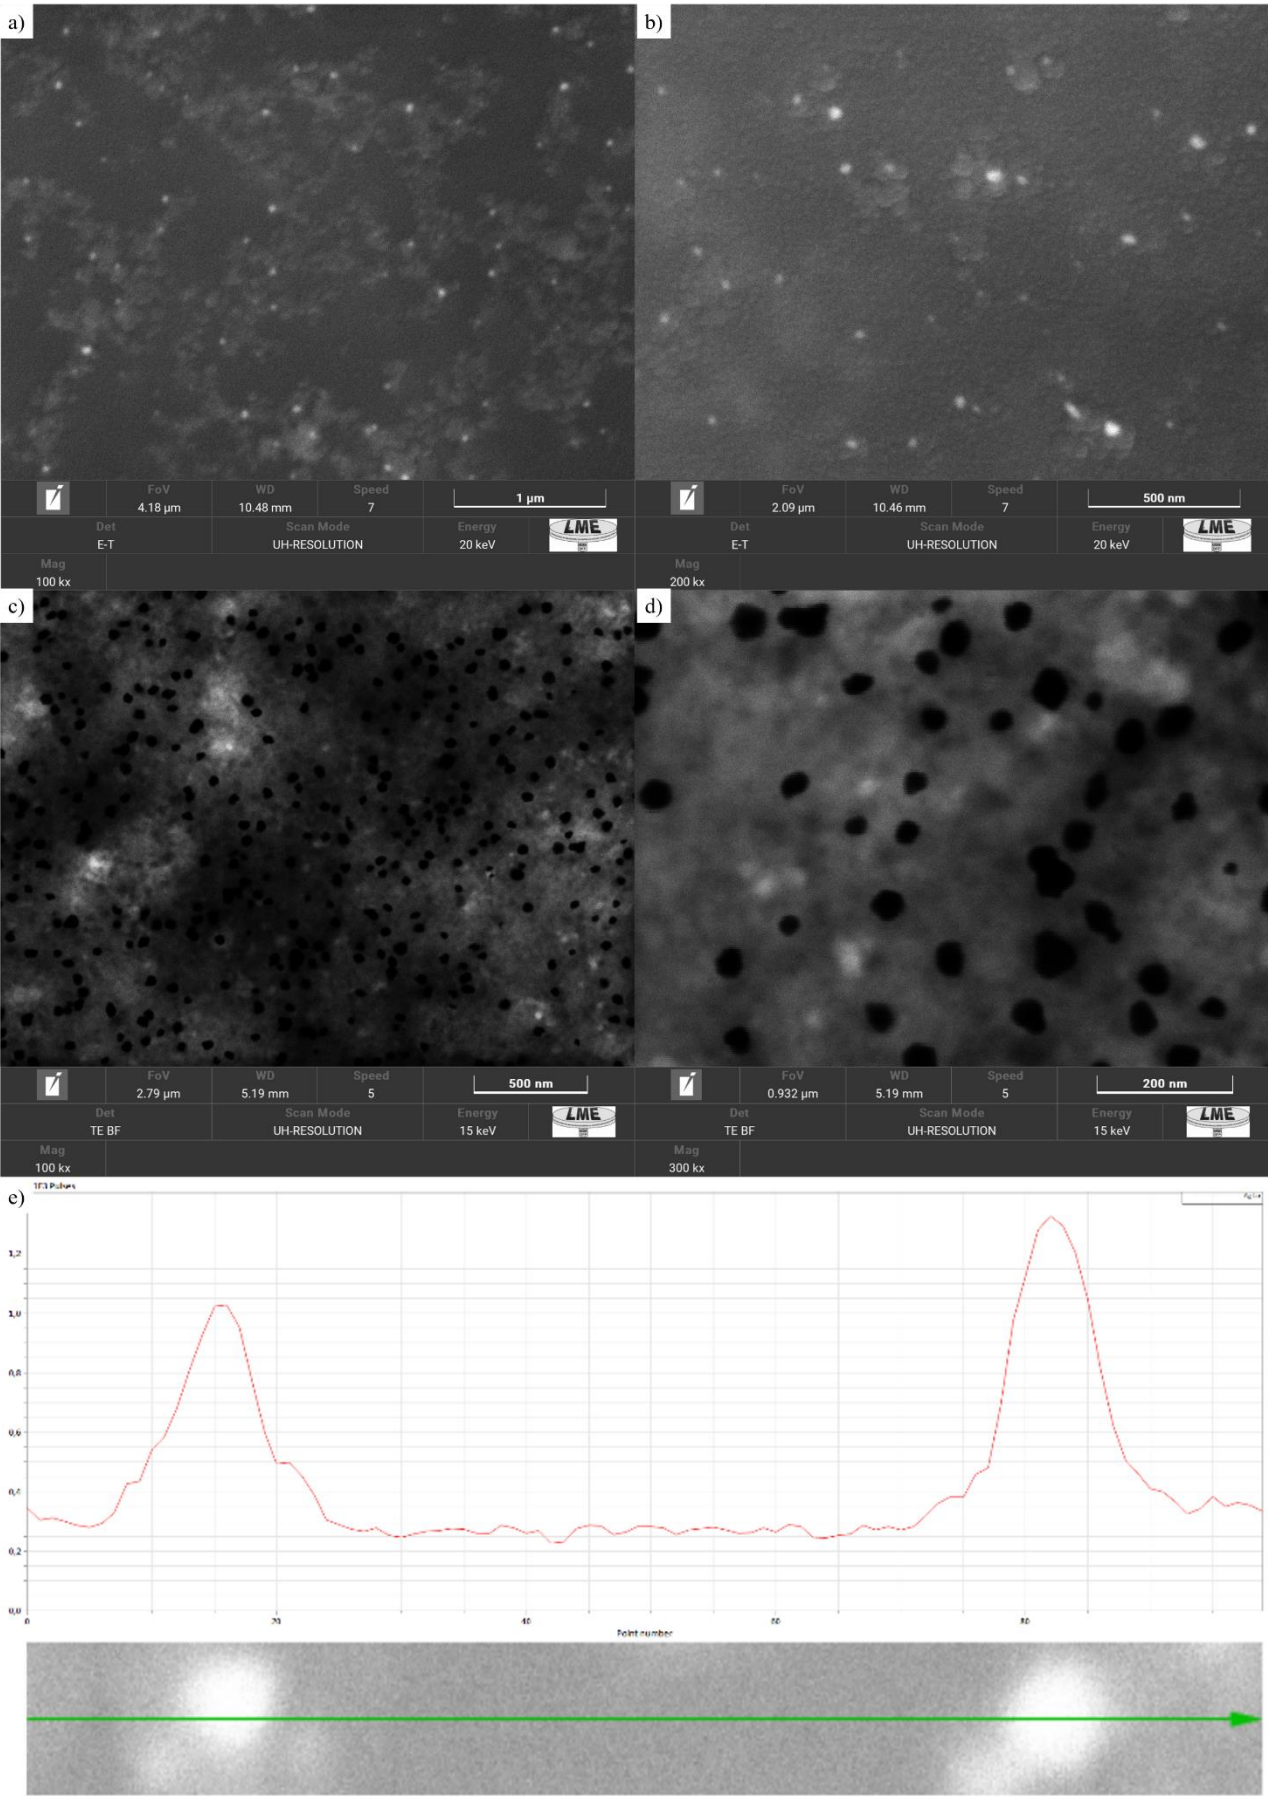 a)
b)
FoV WD Speed
4.18 µm 10.48 mm 7
1 µm
Det Scan Mode Energy
E-T UH-RESOLUTION 20 keV
LME
Mag
100 kx
FoV WD Speed
2.09 µm 10.46 mm 7
500 nm
Det Scan Mode Energy
E-T UH-RESOLUTION 20 keV
LME
Mag
200 kx
c)
d)
FoV WD Speed
2.79 µm 5.19 mm 5
500 nm
Det Scan Mode Energy
TE BF UH-RESOLUTION 15 keV
LME
Mag
100 kx
FoV WD Speed
0.932 µm 5.19 mm 5
200 nm
Det Scan Mode Energy
TE BF UH-RESOLUTION 15 keV
LME
Mag
300 kx
e)
1E3 Pulses
1,2
1,0
0,8
0,6
0,4
0,2
0,0
0 20 40 60 80
Point number